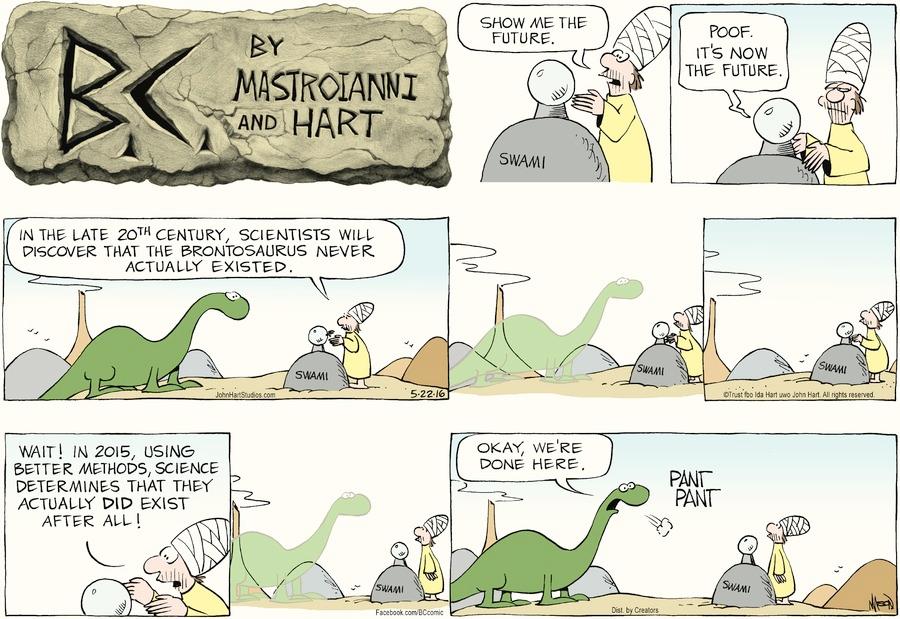 B.C.
BY
MASTROIANNI
AND HART
SHOW ME THE
FUTURE.
SWAMI
POOF.
IT'S NOW
THE FUTURE.
IN THE LATE 20TH CENTURY, SCIENTISTS WILL
DISCOVER THAT THE BRONTOSAURUS NEVER
ACTUALLY EXISTED.
SWAMI
JohnHartStudios.com
5-22-16
SWAMI
SWAMI
©Trust fbo Ida Hart uwo John Hart. All rights reserved.
WAIT! IN 2015, USING
BETTER METHODS, SCIENCE
DETERMINES THAT THEY
ACTUALLY DID EXIST
AFTER ALL!
SWAMI
Facebook.com/BCcomic
OKAY, WE'RE
DONE HERE.
PANT
PANT
SWAMI
Dist. by Creators